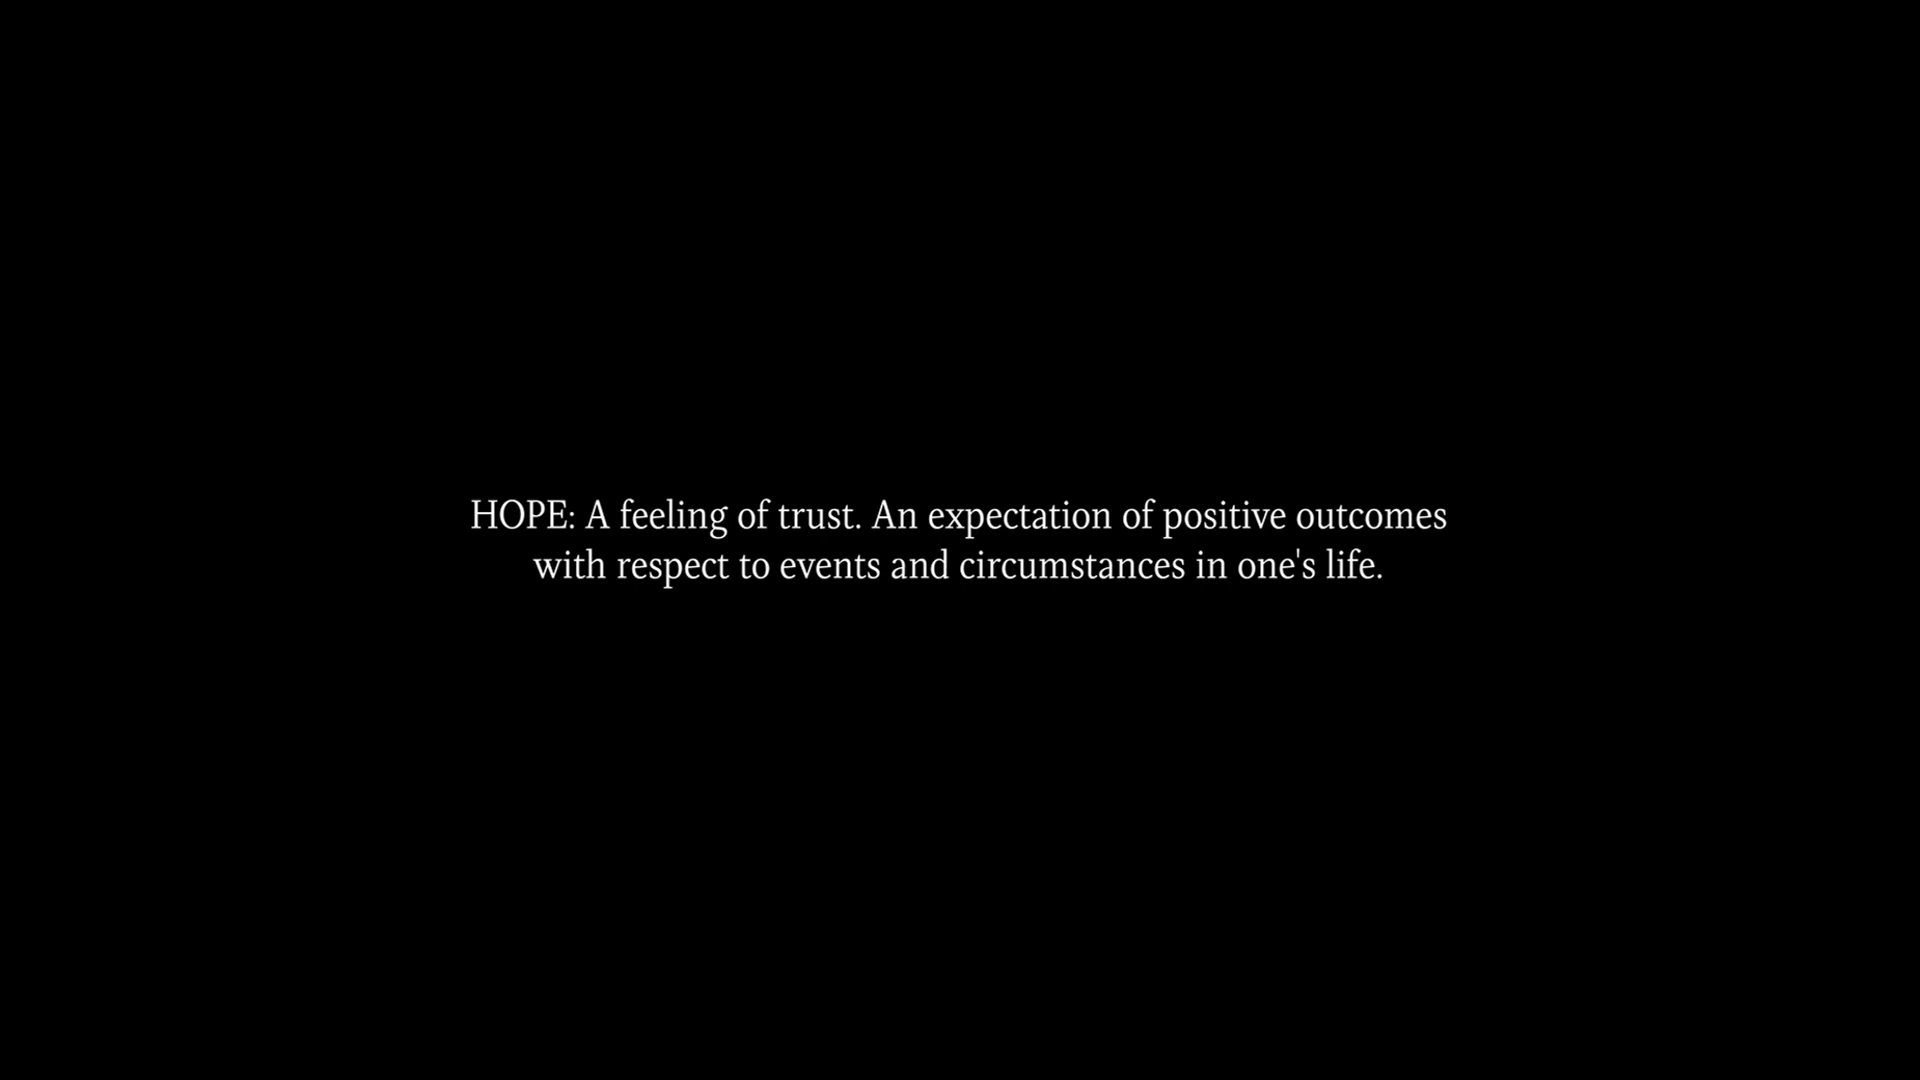 HOPE: A feeling of trust. An expectation of positive outcomes
with respect to events and circumstances in one's life.